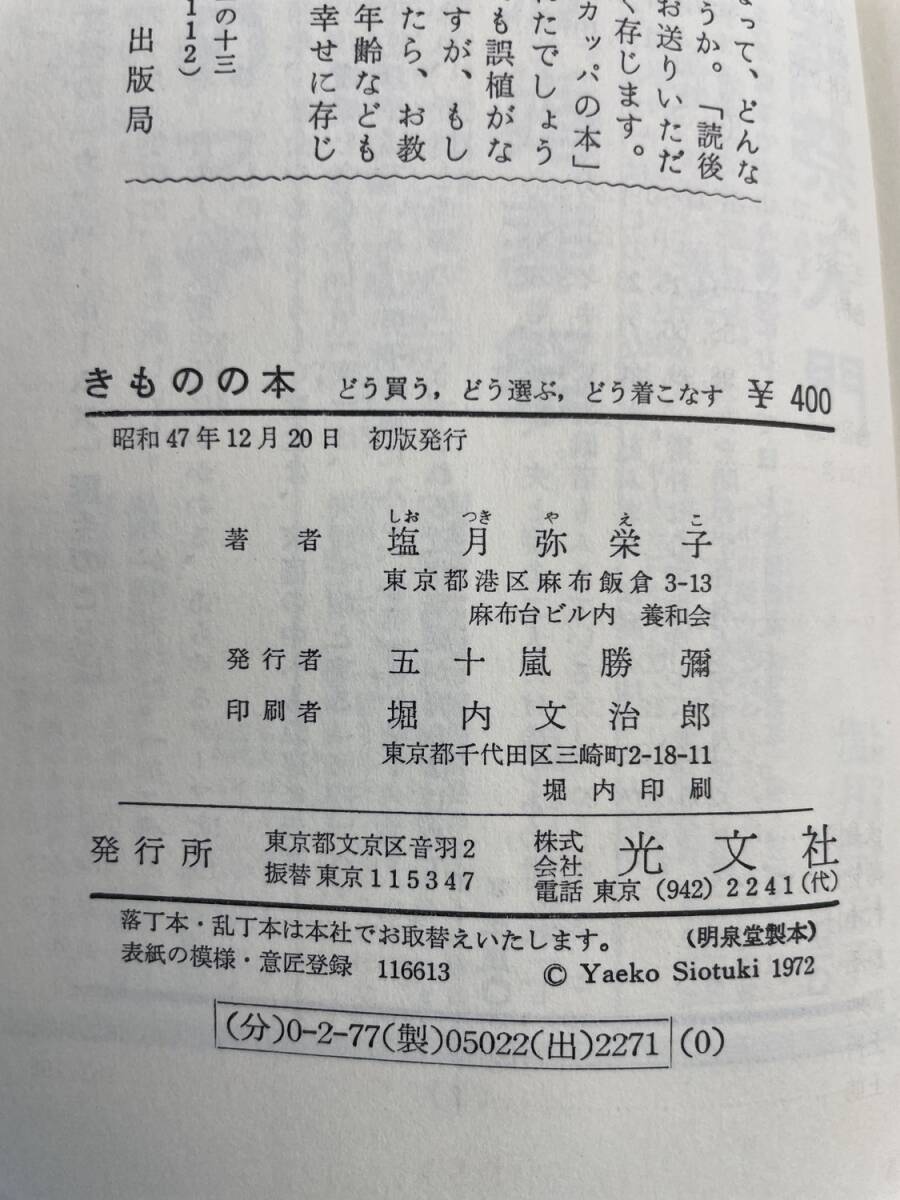 なって、どん
うか。「読後
お送りいただ
く存じます。
カッパの本」
れたでしょう
も誤植がな
すが、もし
たら、お教
年齢なども
幸せに存じ
の十三
112)
出版局
きものの本 どう買う,どう選ぶ,どう着こなす ¥ 400
昭和47年12月20日 初版発行
しお つき や え こ
著者 塩月弥栄子
東京都港区麻布飯倉 3-13
麻布台ビル内 養和会
発行者 五十嵐勝彌
印刷者 堀内文治郎
東京都千代田区三崎町2-18-11
堀内印刷
発行所 東京都文京区音羽2 株式会社 光文社
振替 東京 115347 電話 東京 (942) 2241(代)
落丁本・乱丁本は本社でお取替えいたします。 (明泉堂製本)
表紙の模様・意匠登録 116613 © Yaeko Siotuki 1972
(分)0-2-77(製)05022(出)2271 (0)